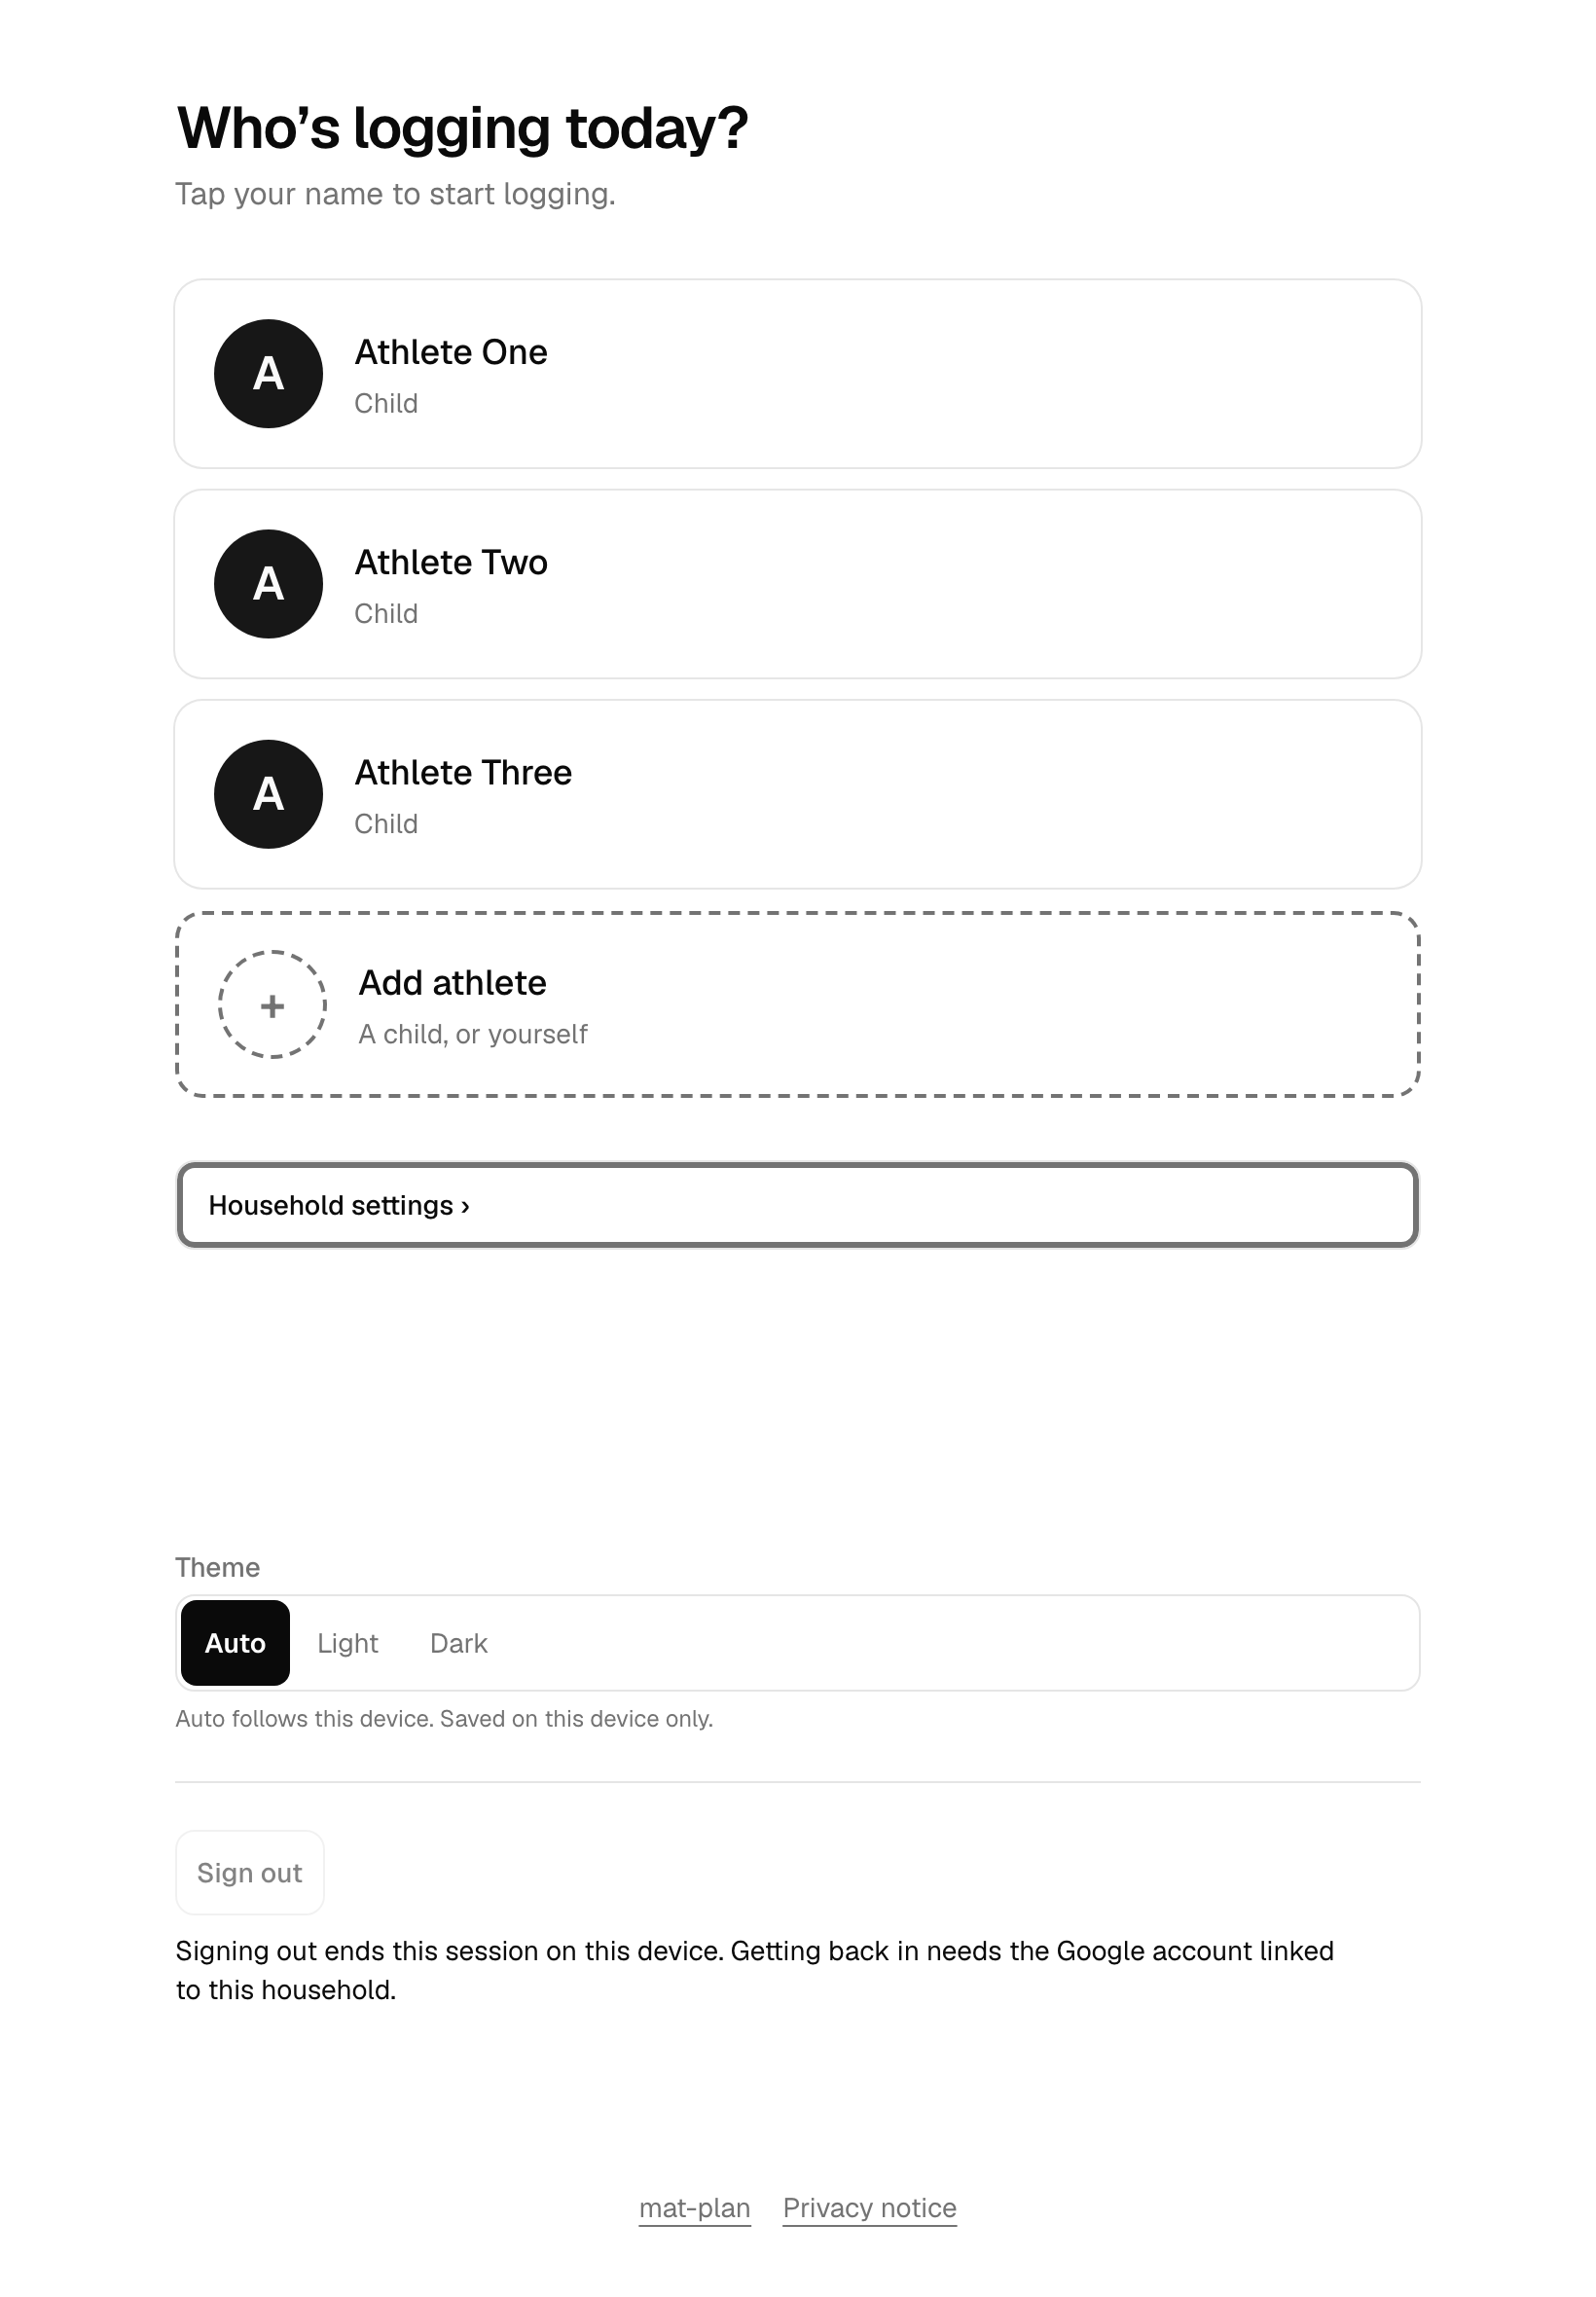 Who’s logging today?
Tap your name to start logging.
A
Athlete One
Child
A
Athlete Two
Child
A
Athlete Three
Child
+
Add athlete
A child, or yourself
Household settings ›
Theme
Auto Light Dark
Auto follows this device. Saved on this device only.
Sign out
Signing out ends this session on this device. Getting back in needs the Google account linked
to this household.
mat-plan Privacy notice